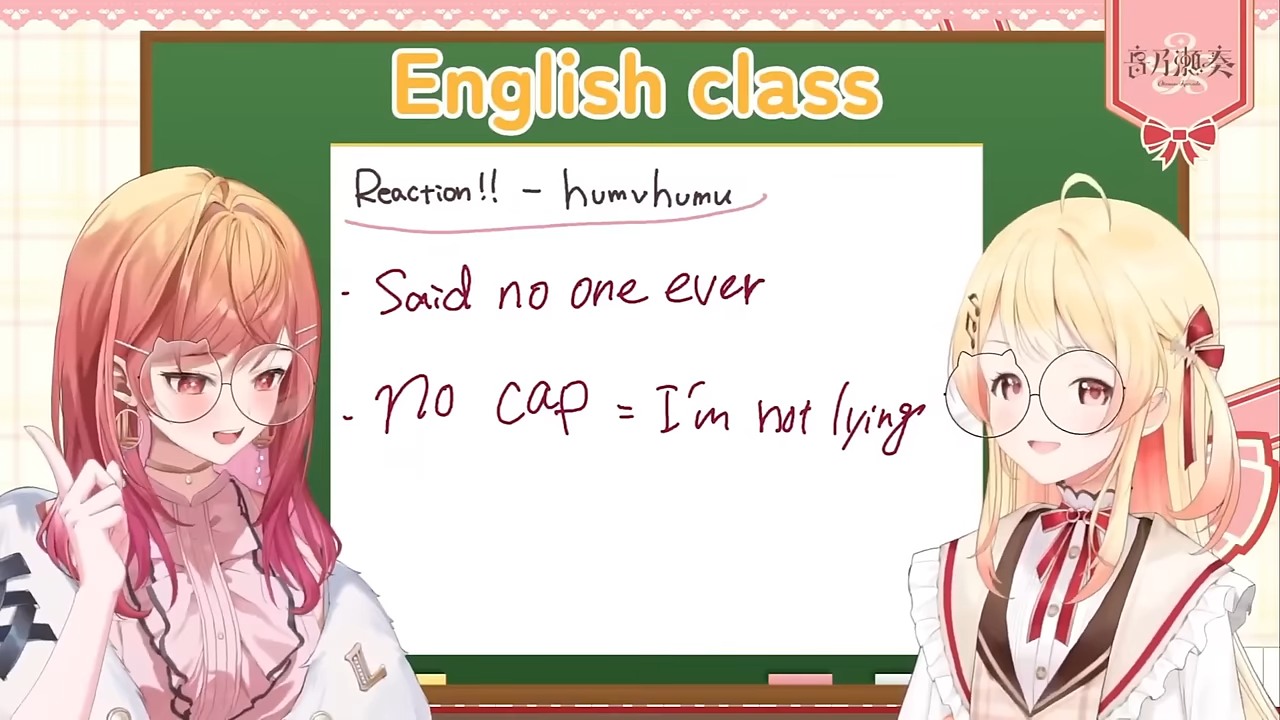 English class
音乃瀬奏
Reaction!! - humuhumu
· Said no one ever
· no cap = I'm not lying
L